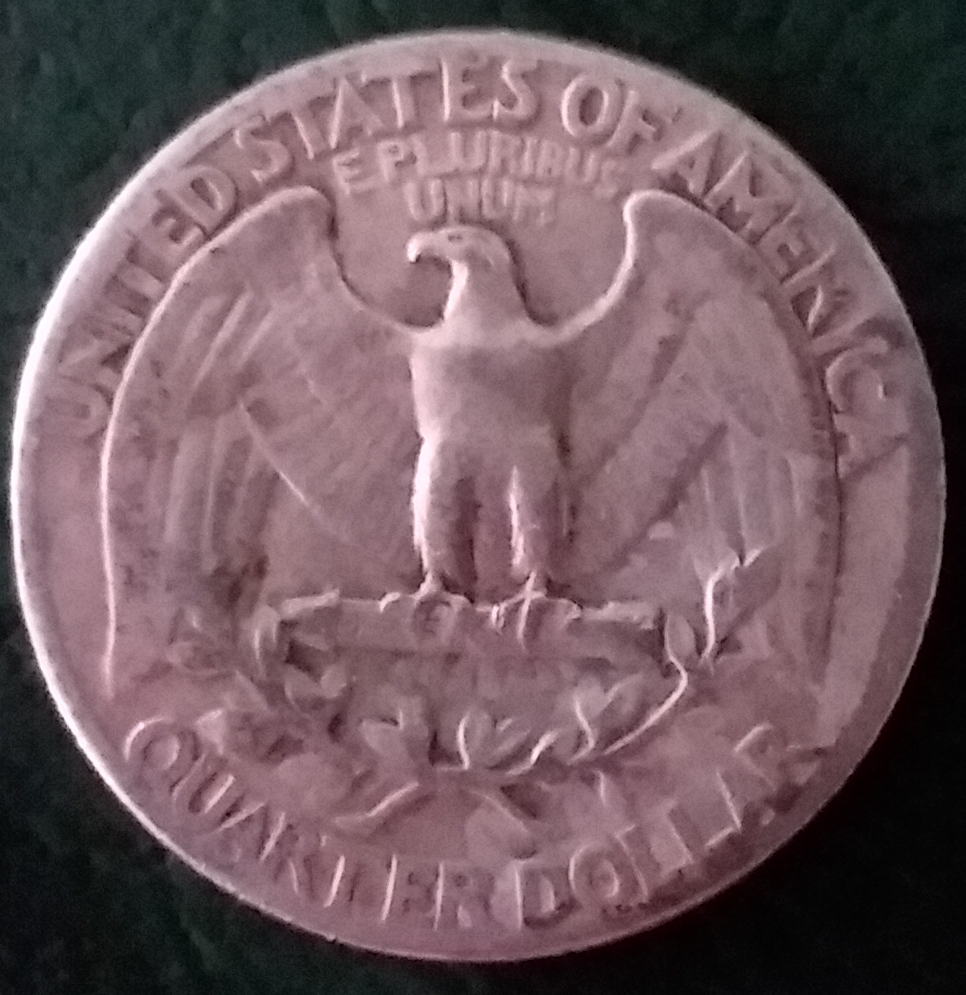 UNITED STATES OF AMERICA
E PLURIBUS
UNUM
QUARTER DOLLAR